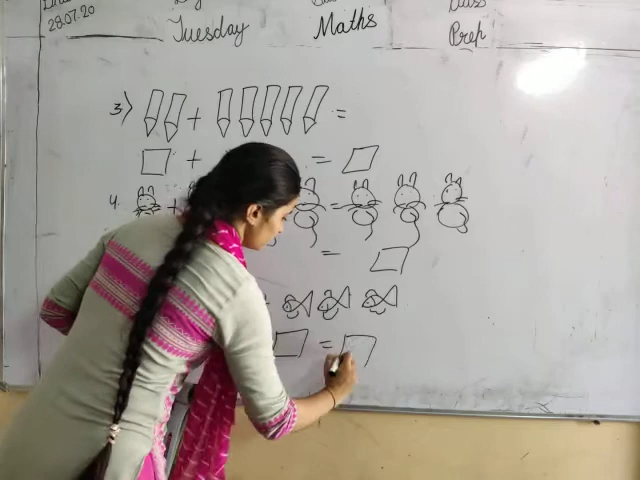 28.07.20 Tuesday Maths Prep
3) + =
+ =
4. + =
=
=